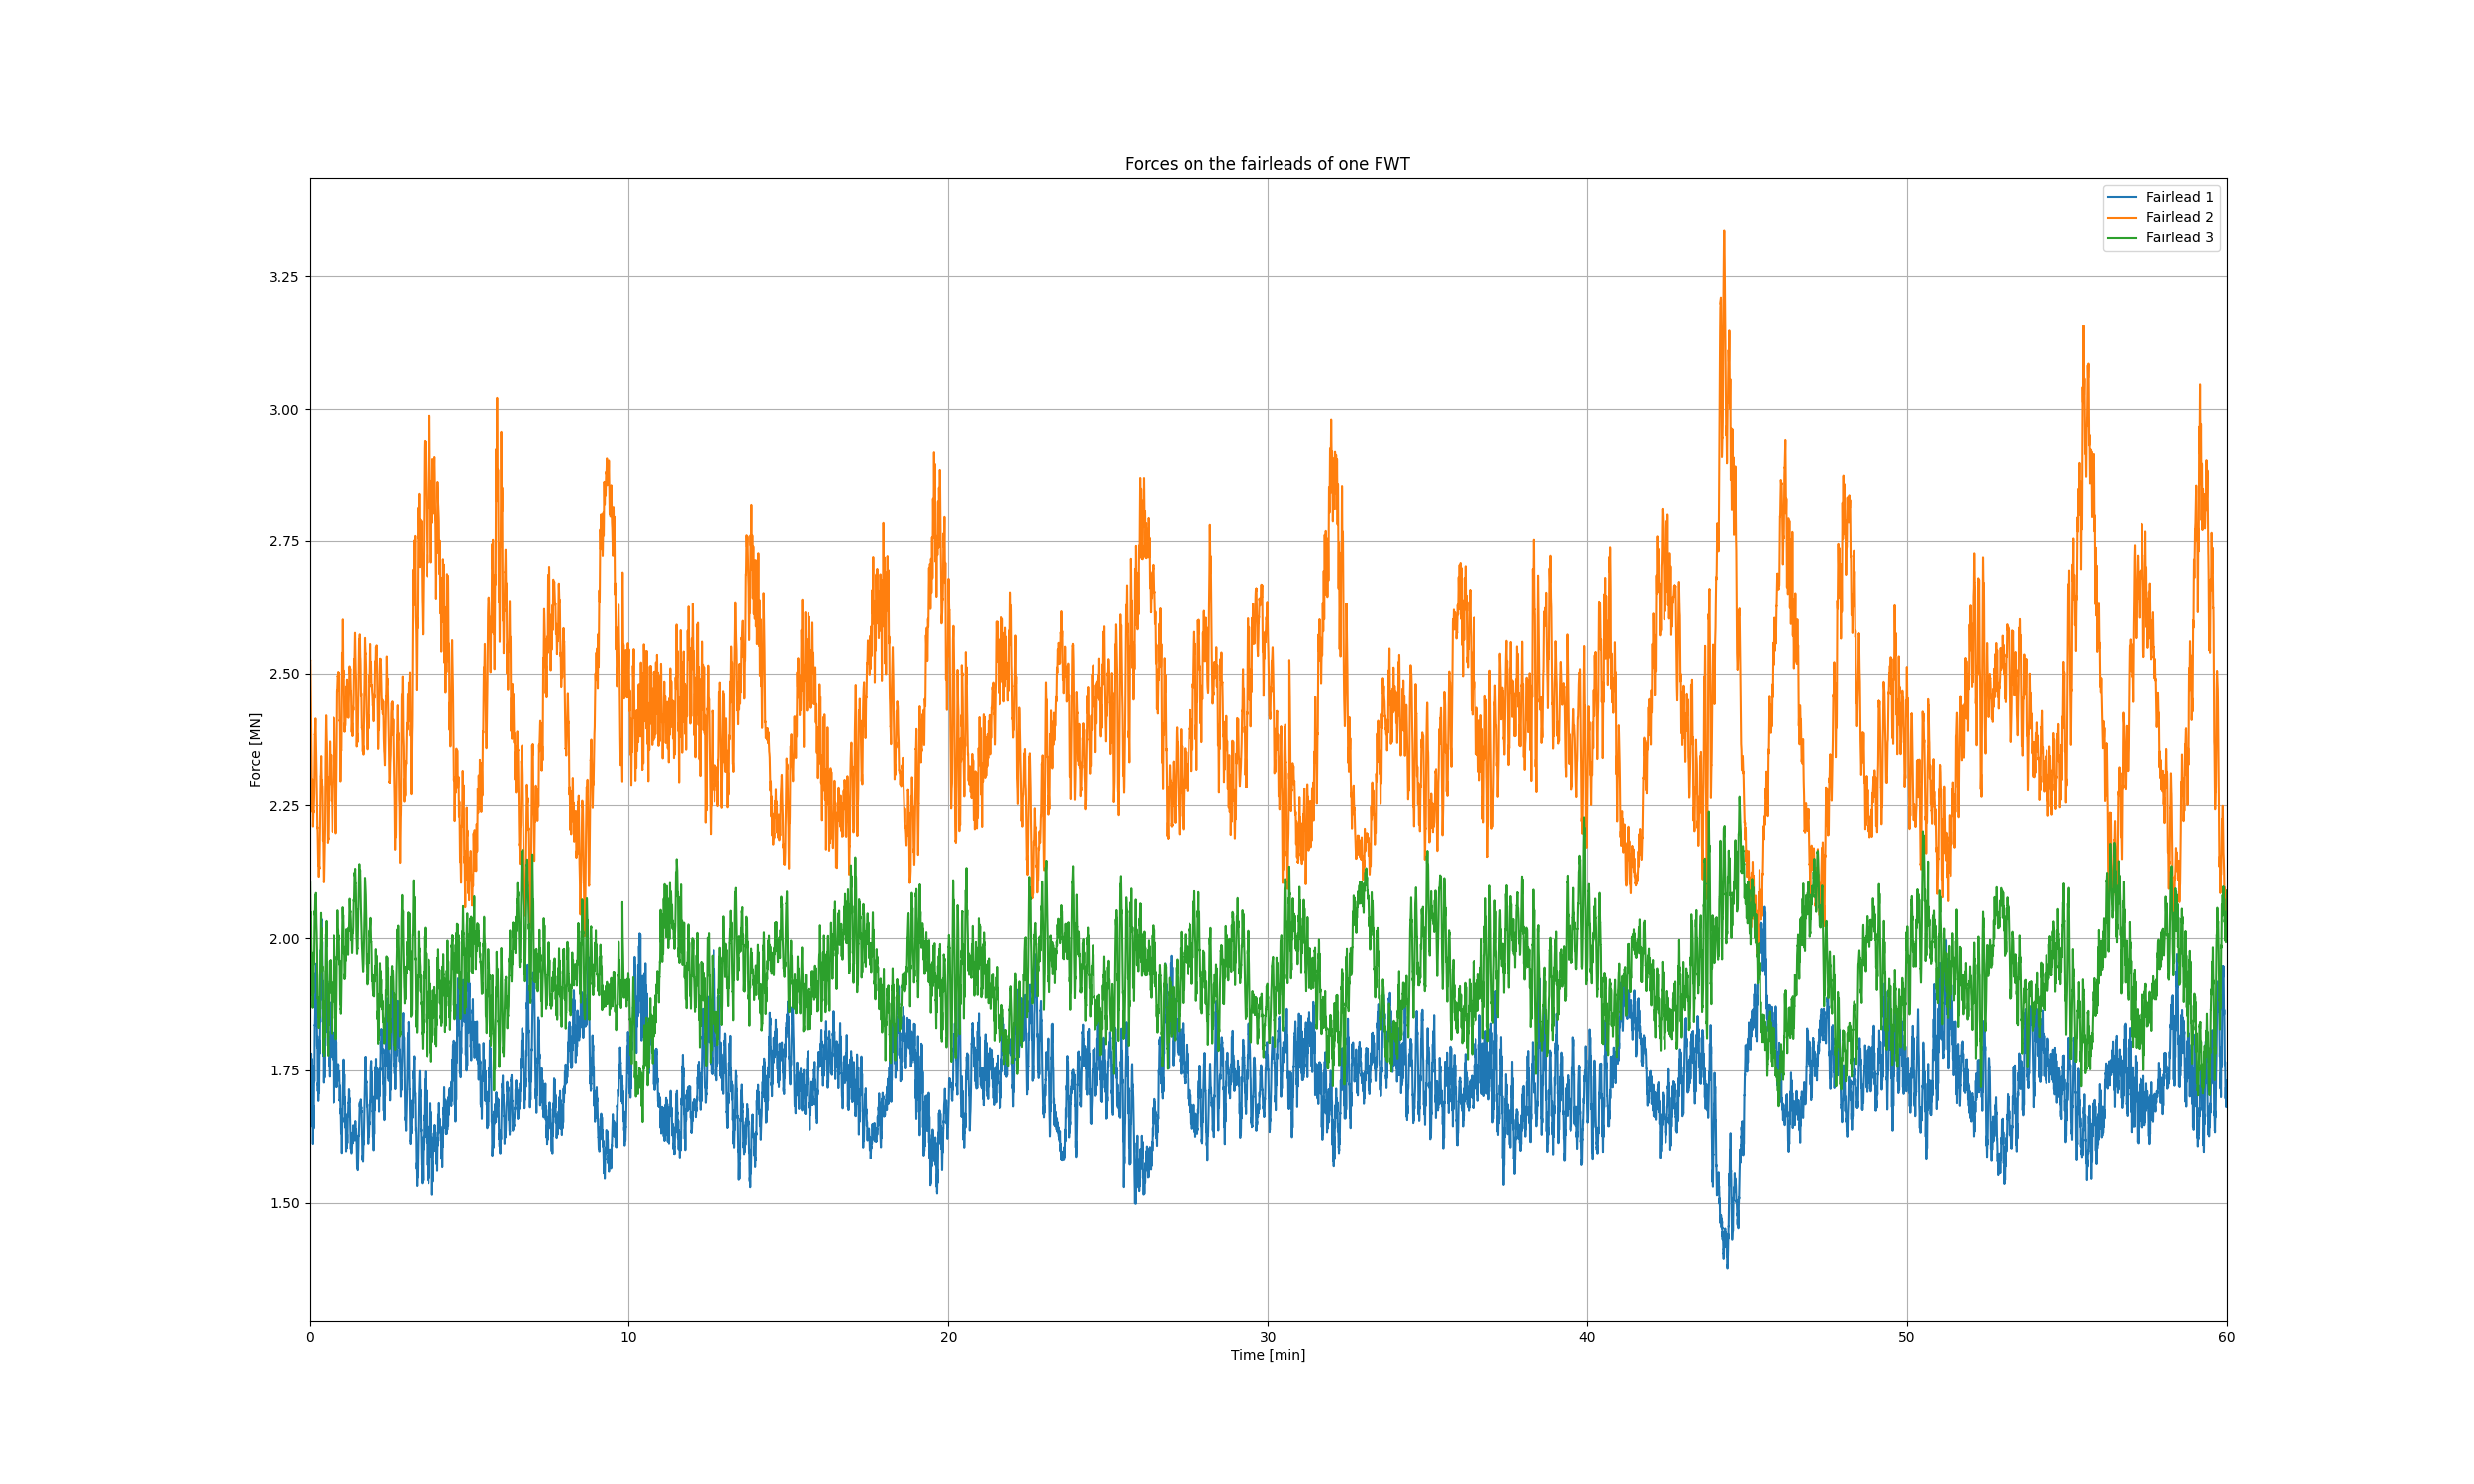 Forces on the fairleads of one FWT
Fairlead 1
Fairlead 2
Fairlead 3
Force [MN]
3.25
3.00
2.75
2.50
2.25
2.00
1.75
1.50
0
10
20
30
40
50
60
Time [min]